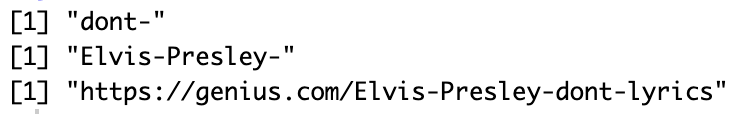 [1] "dont-"
[1] "Elvis-Presley-"
[1] "https://genius.com/Elvis-Presley-dont-lyrics"